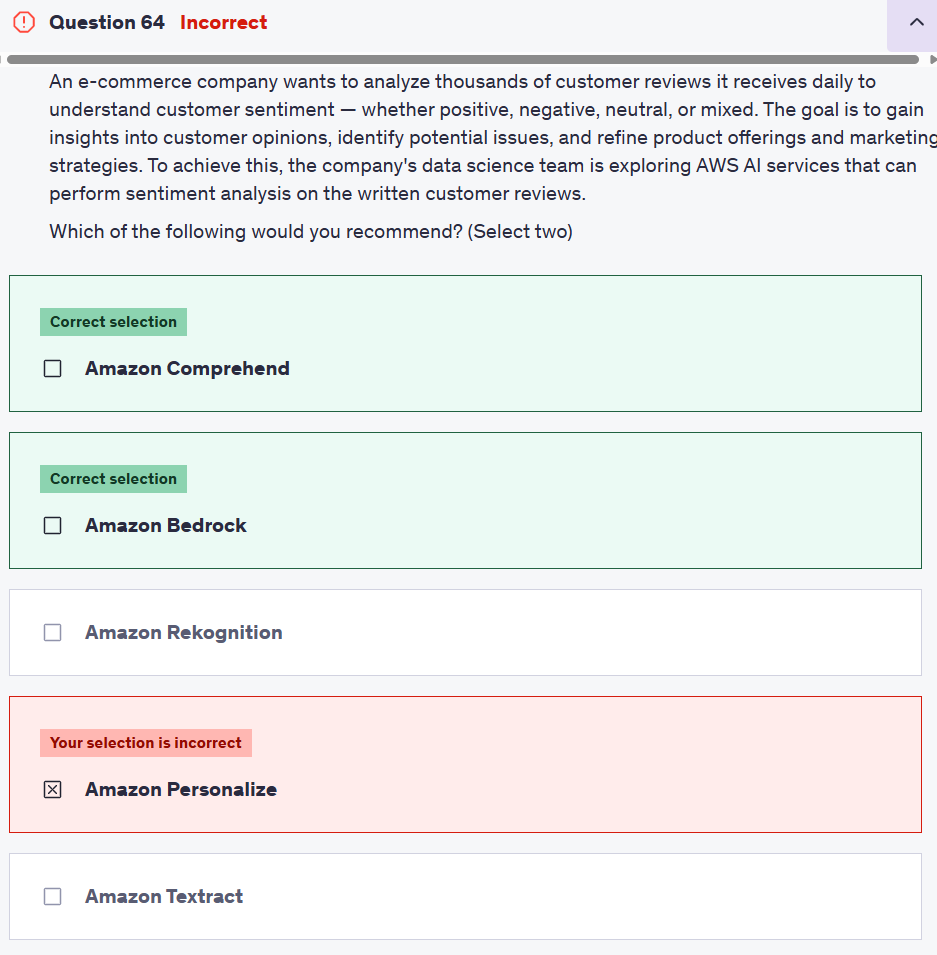 Question 64 Incorrect
An e-commerce company wants to analyze thousands of customer reviews it receives daily to
understand customer sentiment — whether positive, negative, neutral, or mixed. The goal is to gain
insights into customer opinions, identify potential issues, and refine product offerings and marketing
strategies. To achieve this, the company's data science team is exploring AWS AI services that can
perform sentiment analysis on the written customer reviews.
Which of the following would you recommend? (Select two)
Correct selection
Amazon Comprehend
Correct selection
Amazon Bedrock
Amazon Rekognition
Your selection is incorrect
Amazon Personalize
Amazon Textract